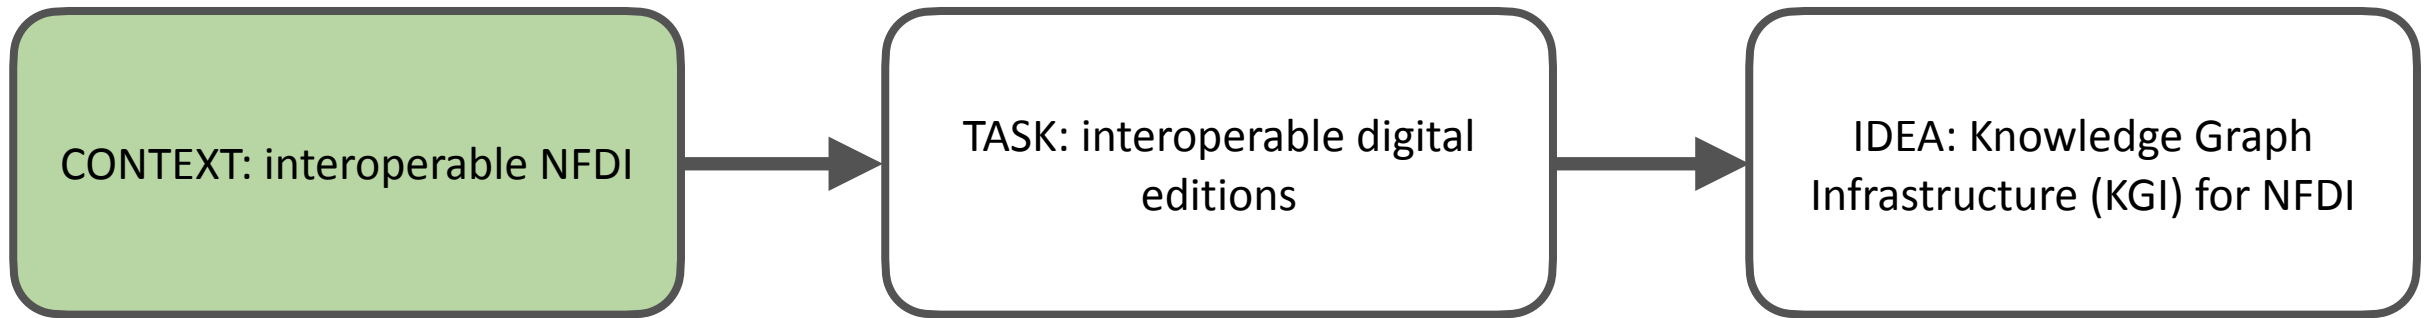 CONTEXT: interoperable NFDI
TASK: interoperable digital
editions
IDEA: Knowledge Graph
Infrastructure (KGI) for NFDI